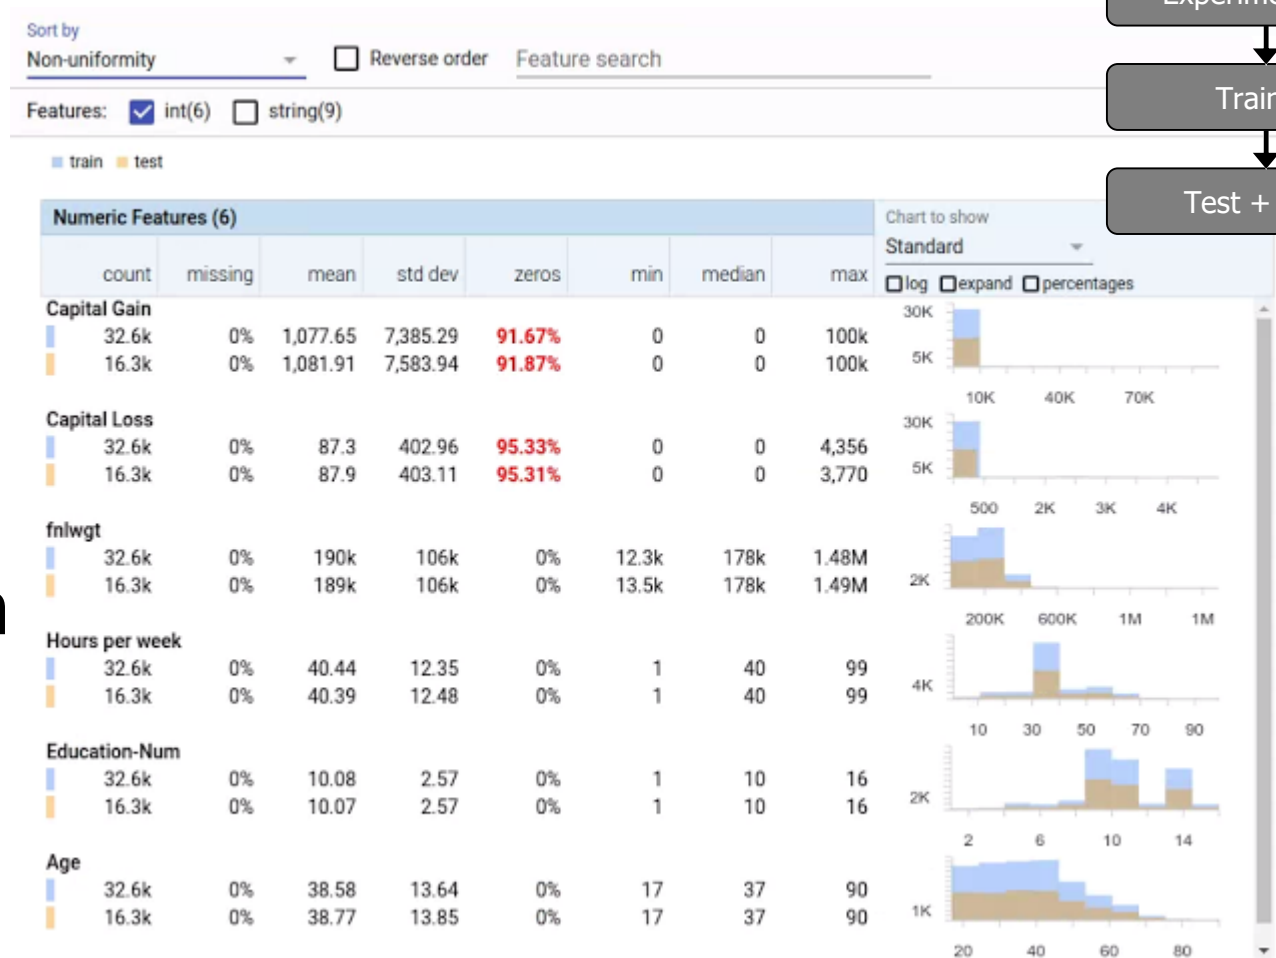 Sort by
Non-uniformity
Reverse order
Feature search
Features: int(6) string(9)
train test
Numeric Features (6)
count missing mean std dev zeros min median max
Chart to show
Standard
log expand percentages
Capital Gain
32.6k 0% 1,077.65 7,385.29 91.67% 0 0 100k
16.3k 0% 1,081.91 7,583.94 91.87% 0 0 100k
30K
5K
10K 40K 70K
Capital Loss
32.6k 0% 87.3 402.96 95.33% 0 0 4,356
16.3k 0% 87.9 403.11 95.31% 0 0 3,770
30K
5K
500 2K 3K 4K
fnlwgt
32.6k 0% 190k 106k 0% 12.3k 178k 1.48M
16.3k 0% 189k 106k 0% 13.5k 178k 1.49M
2K
200K 600K 1M 1M
Hours per week
32.6k 0% 40.44 12.35 0% 1 40 99
16.3k 0% 40.39 12.48 0% 1 40 99
4K
10 30 50 70 90
Education-Num
32.6k 0% 10.08 2.57 0% 1 10 16
16.3k 0% 10.07 2.57 0% 1 10 16
2K
2 6 10 14
Age
32.6k 0% 38.58 13.64 0% 17 37 90
16.3k 0% 38.77 13.85 0% 17 37 90
1K
20 40 60 80
Train
Test +